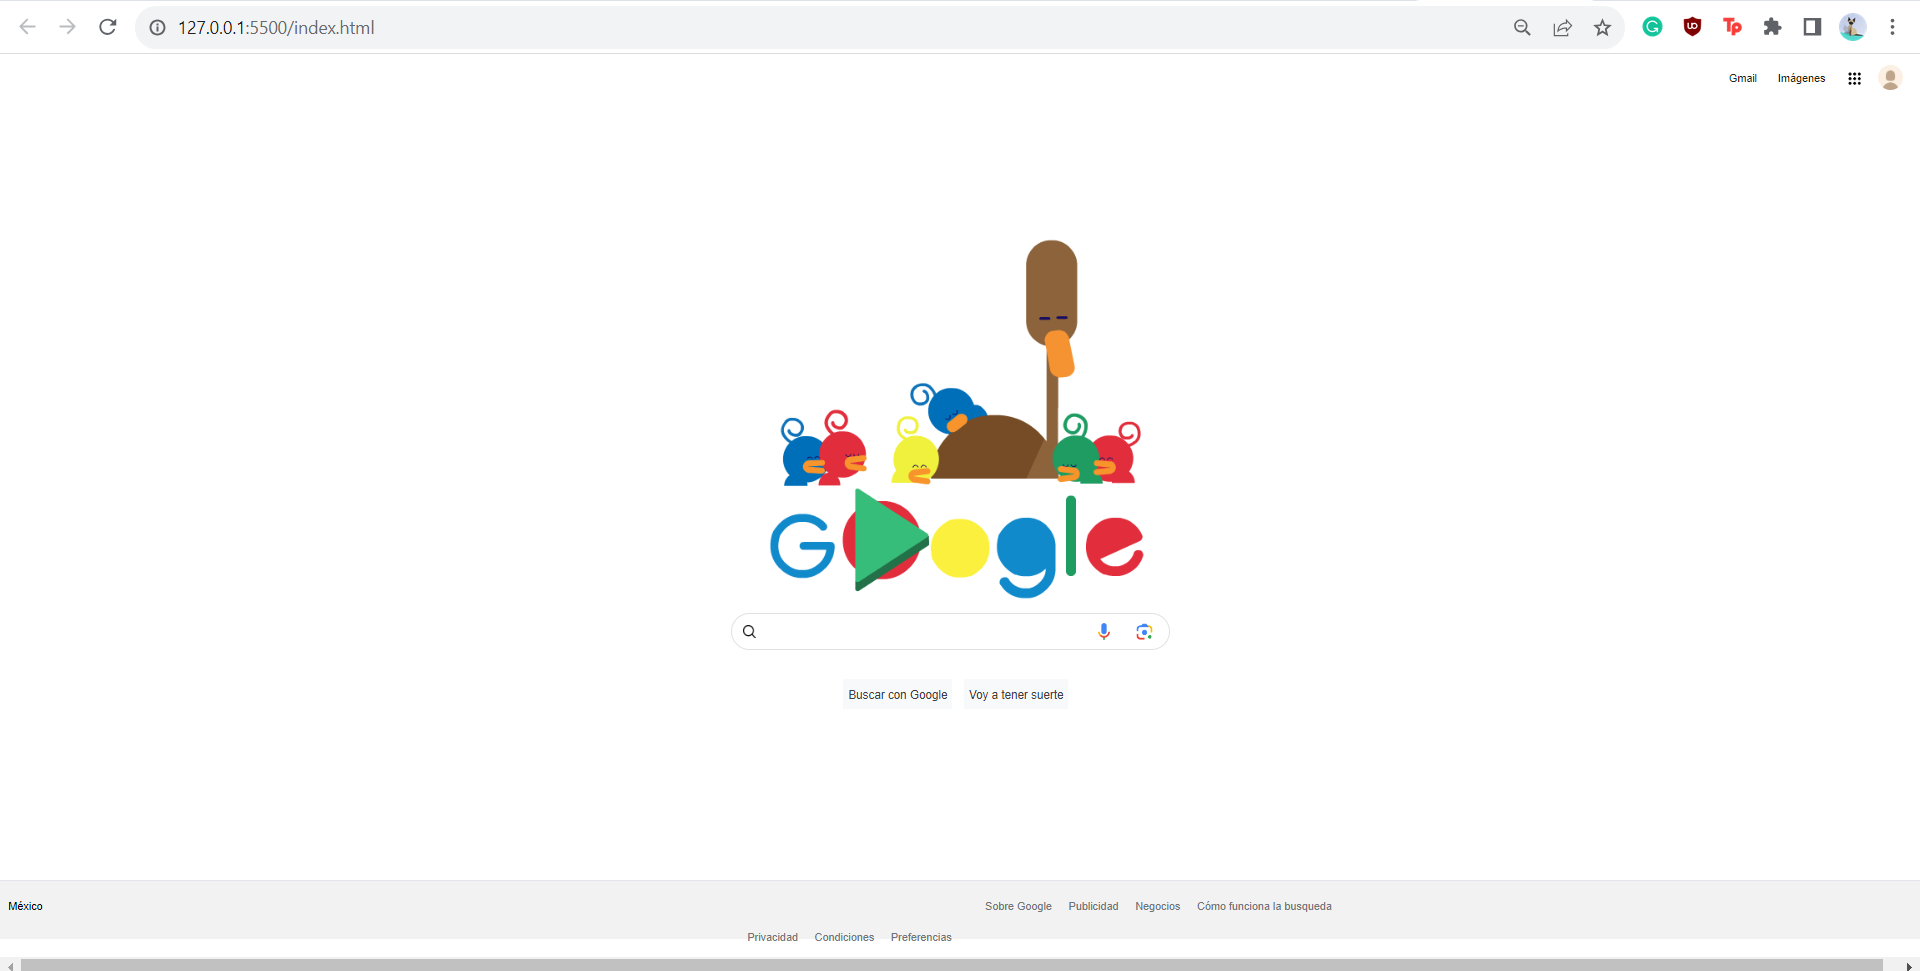 127.0.0.1:5500/index.html
Gmail Imágenes
Google
Buscar con Google Voy a tener suerte
México
Sobre Google Publicidad Negocios Cómo funciona la busqueda
Privacidad Condiciones Preferencias